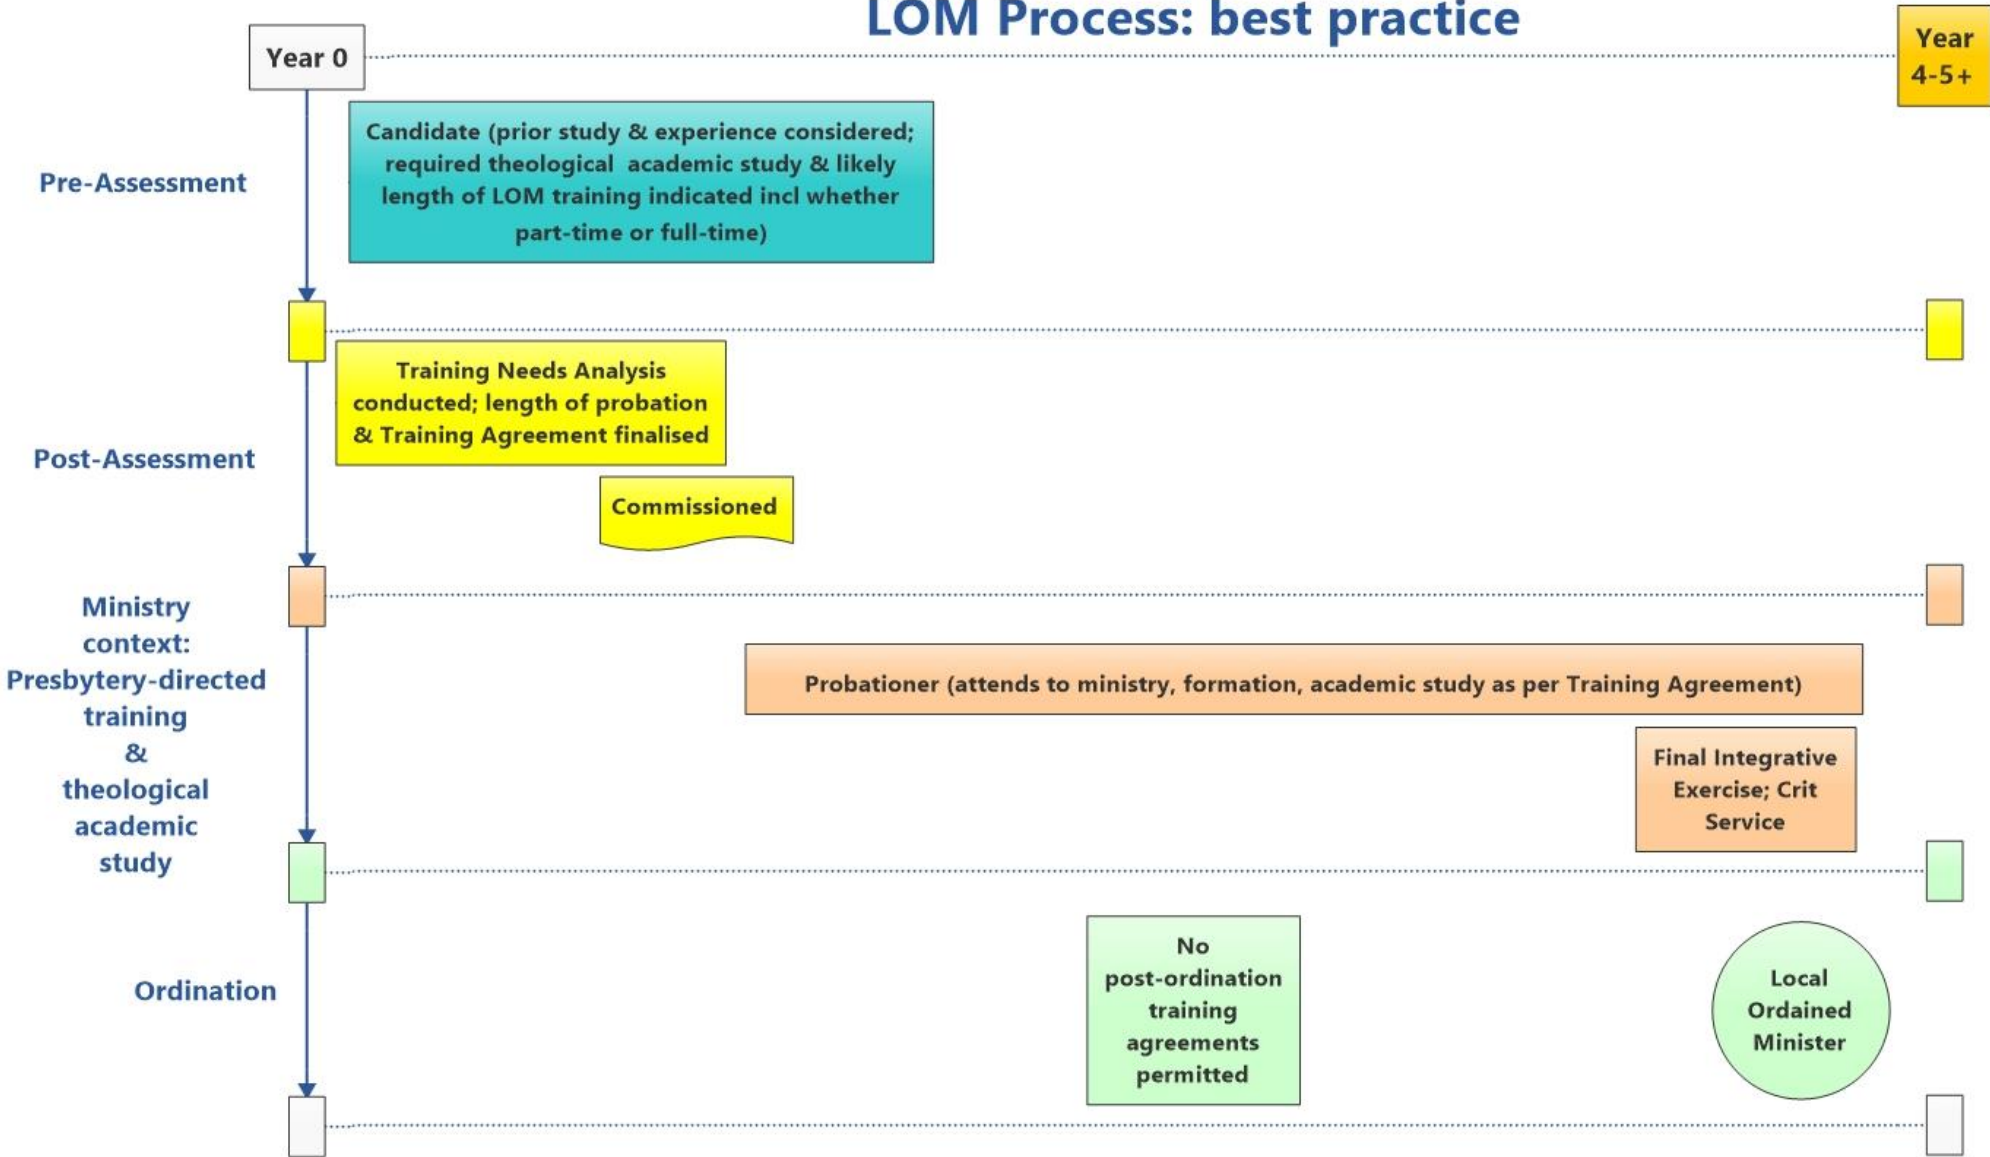 LOM Process: best practice
Year 0
Year
4-5+
Pre-Assessment
Candidate (prior study & experience considered;
required theological academic study & likely
length of LOM training indicated incl whether
part-time or full-time)
Post-Assessment
Training Needs Analysis
conducted; length of probation
& Training Agreement finalised
Commissioned
Ministry
context:
Presbytery-directed
training
&
theological
academic
study
Probationer (attends to ministry, formation, academic study as per Training Agreement)
Final Integrative
Exercise; Crit
Service
Ordination
No
post-ordination
training
agreements
permitted
Local
Ordained
Minister